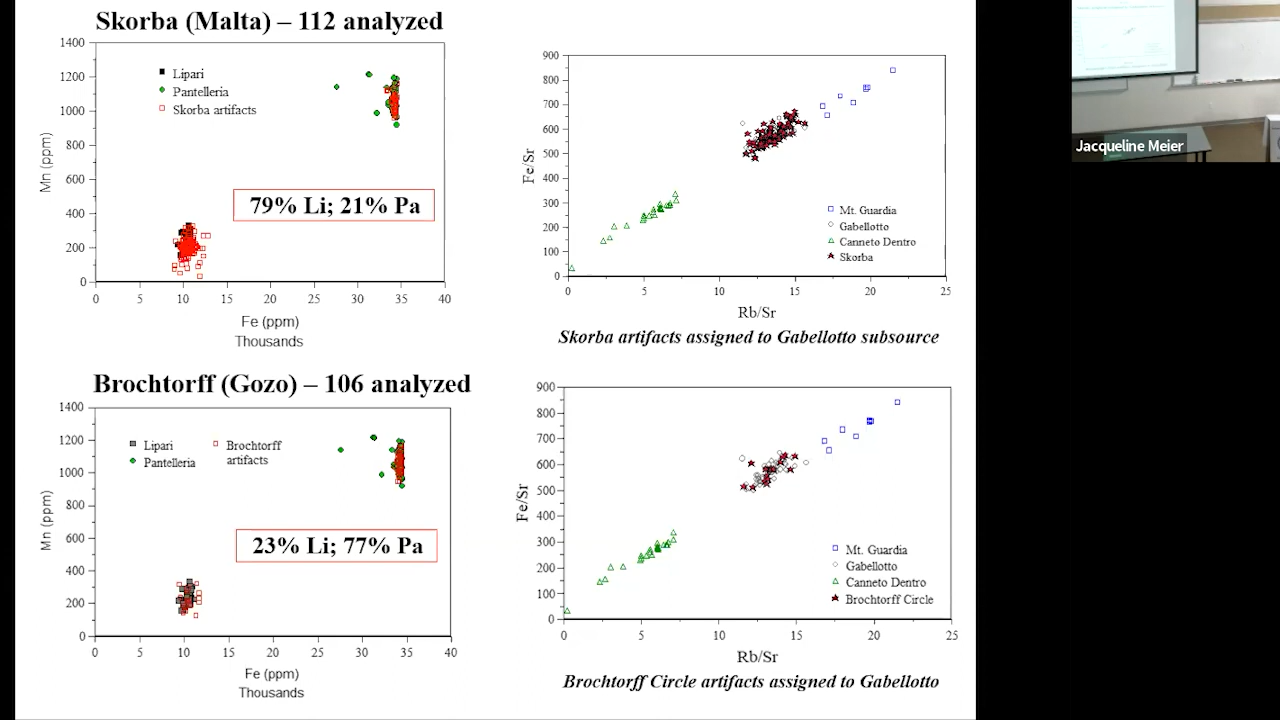 Skorba (Malta) – 112 analyzed
1400
1200
1000
800
600
400
200
0
Mn (ppm)
Lipari
Pantelleria
Skorba artifacts
79% Li; 21% Pa
0 5 10 15 20 25 30 35 40
Fe (ppm)
Thousands
900
800
700
600
500
400
300
200
100
0
Fe/Sr
Mt. Guardia
Gabellotto
Canneto Dentro
Skorba
0 5 10 15 20 25
Rb/Sr
Skorba artifacts assigned to Gabellotto subsource
Jacqueline Meier
Brochtorff (Gozo) – 106 analyzed
1400
1200
1000
800
600
400
200
0
Mn (ppm)
Lipari
Pantelleria
Brochtorff
artifacts
23% Li; 77% Pa
0 5 10 15 20 25 30 35 40
Fe (ppm)
Thousands
900
800
700
600
500
400
300
200
100
0
Fe/Sr
Mt. Guardia
Gabellotto
Canneto Dentro
Brochtorff Circle
0 5 10 15 20 25
Rb/Sr
Brochtorff Circle artifacts assigned to Gabellotto